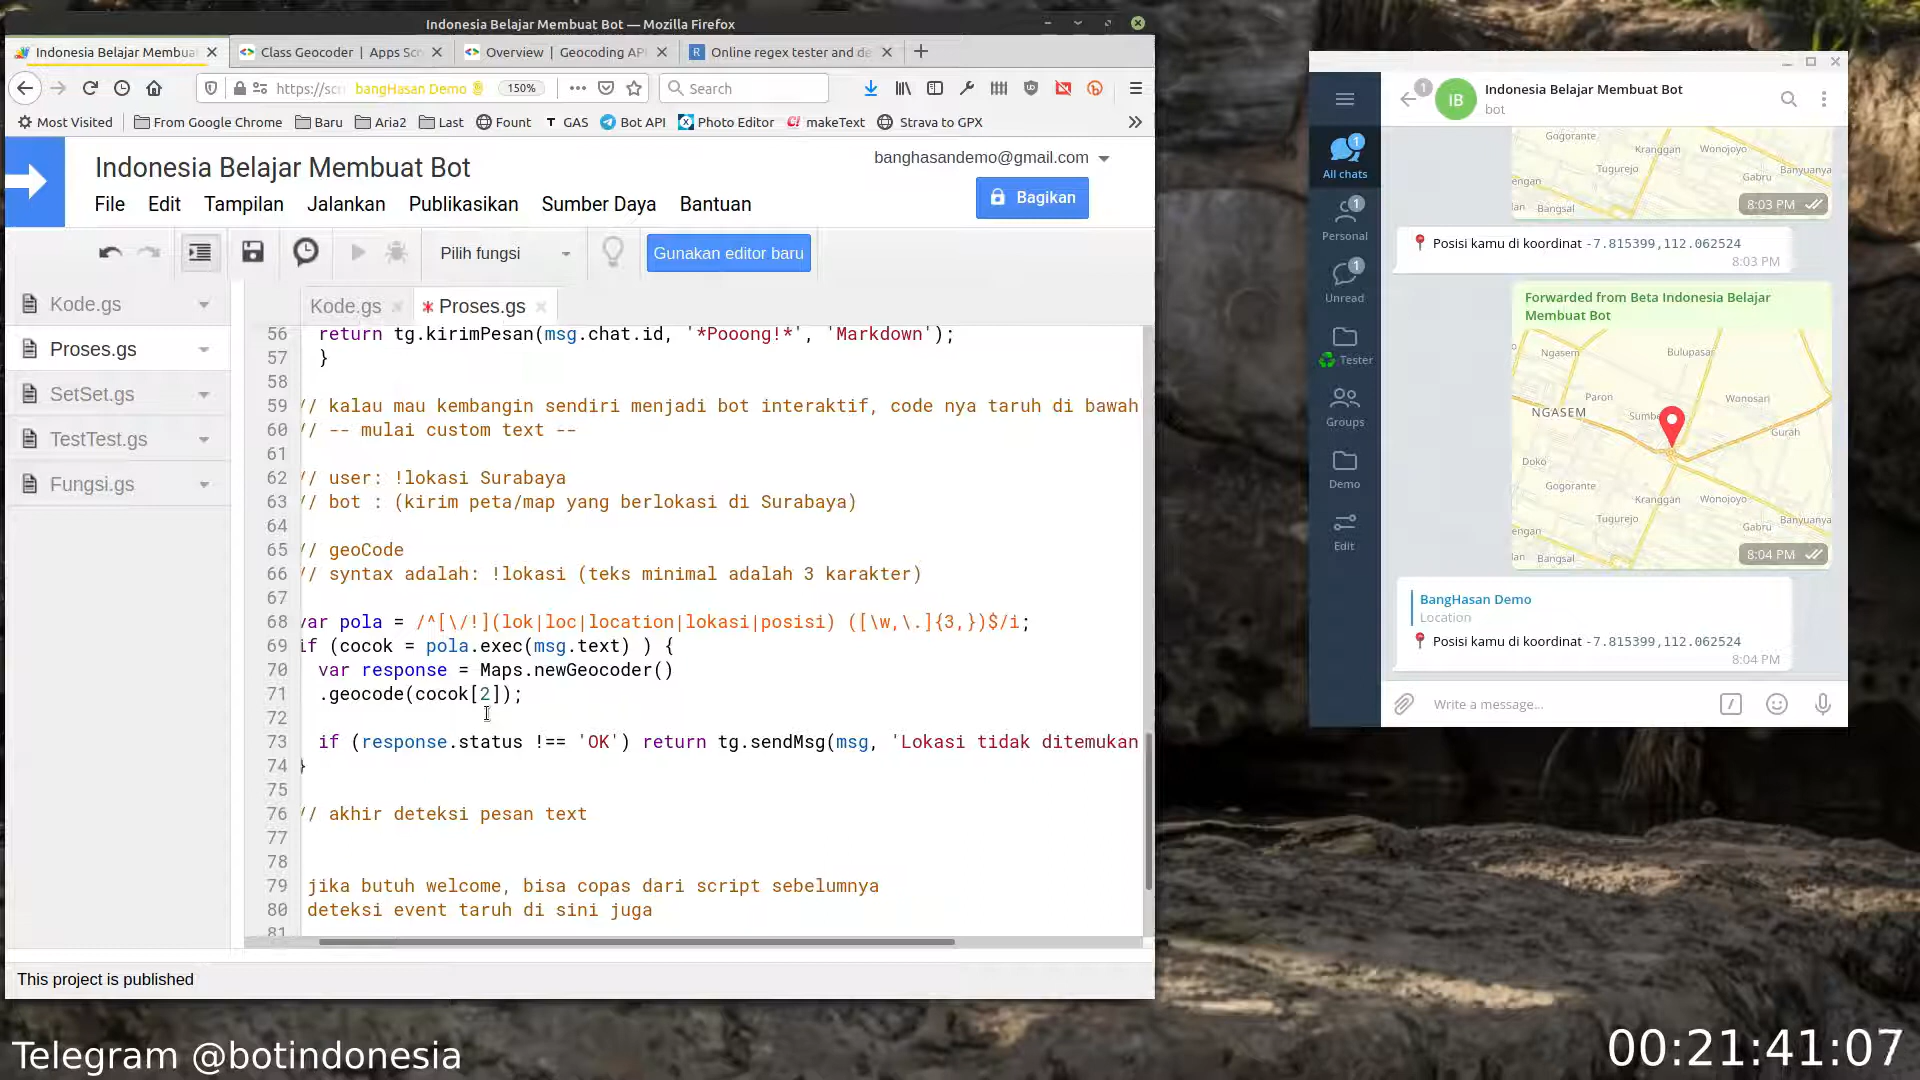 Indonesia Belajar Membuat Bot — Mozilla Firefox
Indonesia Belajar Membua
Class Geocoder | Apps Sc
Overview | Geocoding AP
Online regex tester and de
https://scr
bangHasan Demo
150%
Search
Most Visited
From Google Chrome
Baru
Aria2
Last
Fount
GAS
Bot API
Photo Editor
makeText
Strava to GPX
Indonesia Belajar Membuat Bot
banghasandemo@gmail.com
File Edit Tampilan Jalankan Publikasikan Sumber Daya Bantuan
Bagikan
Pilih fungsi
Gunakan editor baru
Kode.gs
Proses.gs
SetSet.gs
TestTest.gs
Fungsi.gs
Kode.gs
* Proses.gs
56 return tg.kirimPesan(msg.chat.id, '*Pooong!*', 'Markdown');
57 }
58
59 // kalau mau kembangin sendiri menjadi bot interaktif, code nya taruh di bawah
60 // -- mulai custom text --
61
62 // user: !lokasi Surabaya
63 // bot : (kirim peta/map yang berlokasi di Surabaya)
64
65 // geoCode
66 // syntax adalah: !lokasi (teks minimal adalah 3 karakter)
67
68 var pola = /^[\/!](lok|loc|location|lokasi|posisi) ([\w,\.]{3,})$/i;
69 if (cocok = pola.exec(msg.text) ) {
70 var response = Maps.newGeocoder()
71 .geocode(cocok[2]);
72
73 if (response.status !== 'OK') return tg.sendMsg(msg, 'Lokasi tidak ditemukan
74 }
75
76 // akhir deteksi pesan text
77
78
79 jika butuh welcome, bisa copas dari script sebelumnya
80 deteksi event taruh di sini juga
81
This project is published
Telegram @botindonesia
00:21:41:07
All chats
1
Personal
1
Unread
1
Tester
Groups
Demo
Edit
1
IB
Indonesia Belajar Membuat Bot
bot
Gogorante
Kranggan
Wonojoyo
Tugurejo
Gabru
Banyuanya
engan
lan
Bangsal
8:03 PM
Posisi kamu di koordinat -7.815399,112.062524
8:03 PM
Forwarded from Beta Indonesia Belajar
Membuat Bot
Ngasem
Bulupasar
Paron
Wanosari
NGASEM
Sumbe
Gurah
Doko
Gogorante
Kranggan
Wonojoyo
Tugurejo
Gabru
Banyuanya
engan
lan
Bangsal
8:04 PM
BangHasan Demo
Location
Posisi kamu di koordinat -7.815399,112.062524
8:04 PM
Write a message...